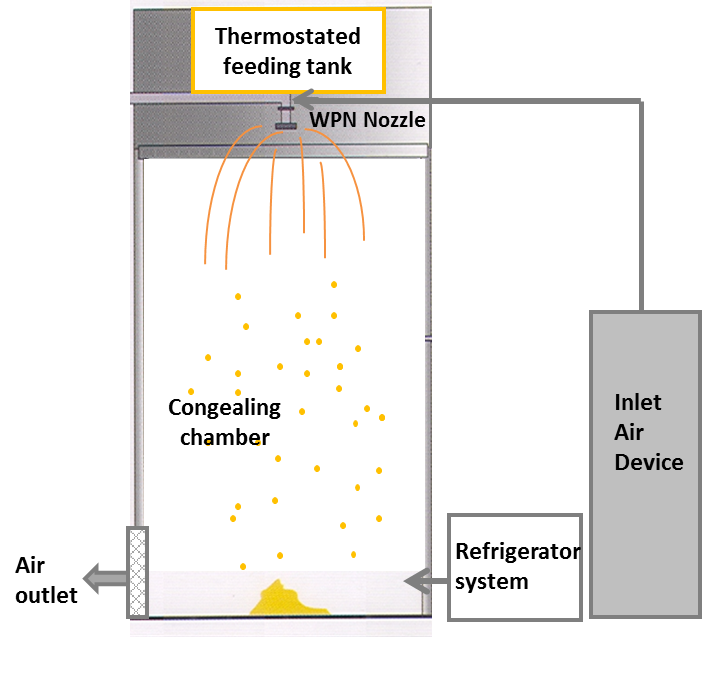 Thermostated
feeding tank
WPN Nozzle
Congealing
chamber
Inlet
Air
Device
Refrigerator
system
Air
outlet